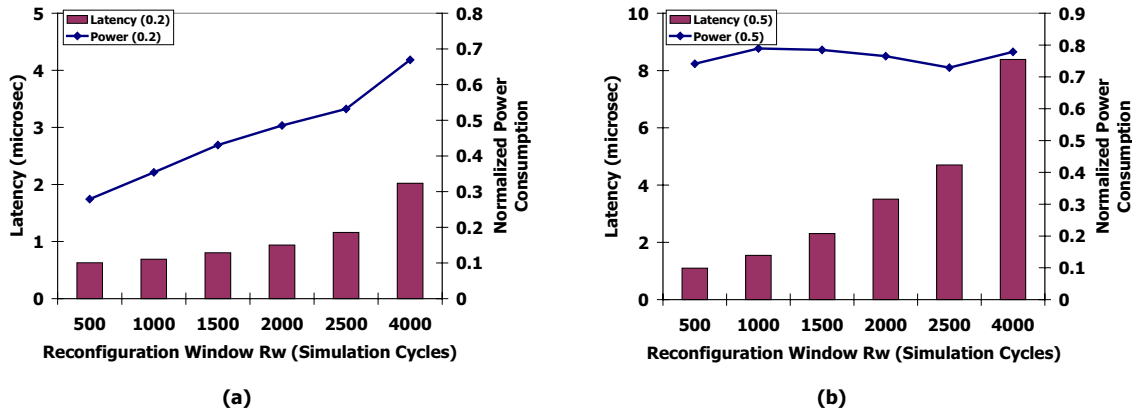 5
4
3
2
1
0
Latency (microsec)
Latency (0.2)
Power (0.2)
0.8
0.7
0.6
0.5
0.4
0.3
0.2
0.1
0
Normalized Power
Consumption
500 1000 1500 2000 2500 4000
Reconfiguration Window Rw (Simulation Cycles)
(a)
10
8
6
4
2
0
Latency (microsec)
Latency (0.5)
Power (0.5)
0.9
0.8
0.7
0.6
0.5
0.4
0.3
0.2
0.1
0
Normalized Power
Consumption
500 1000 1500 2000 2500 4000
Reconfiguration Window Rw (Simulation Cycles)
(b)